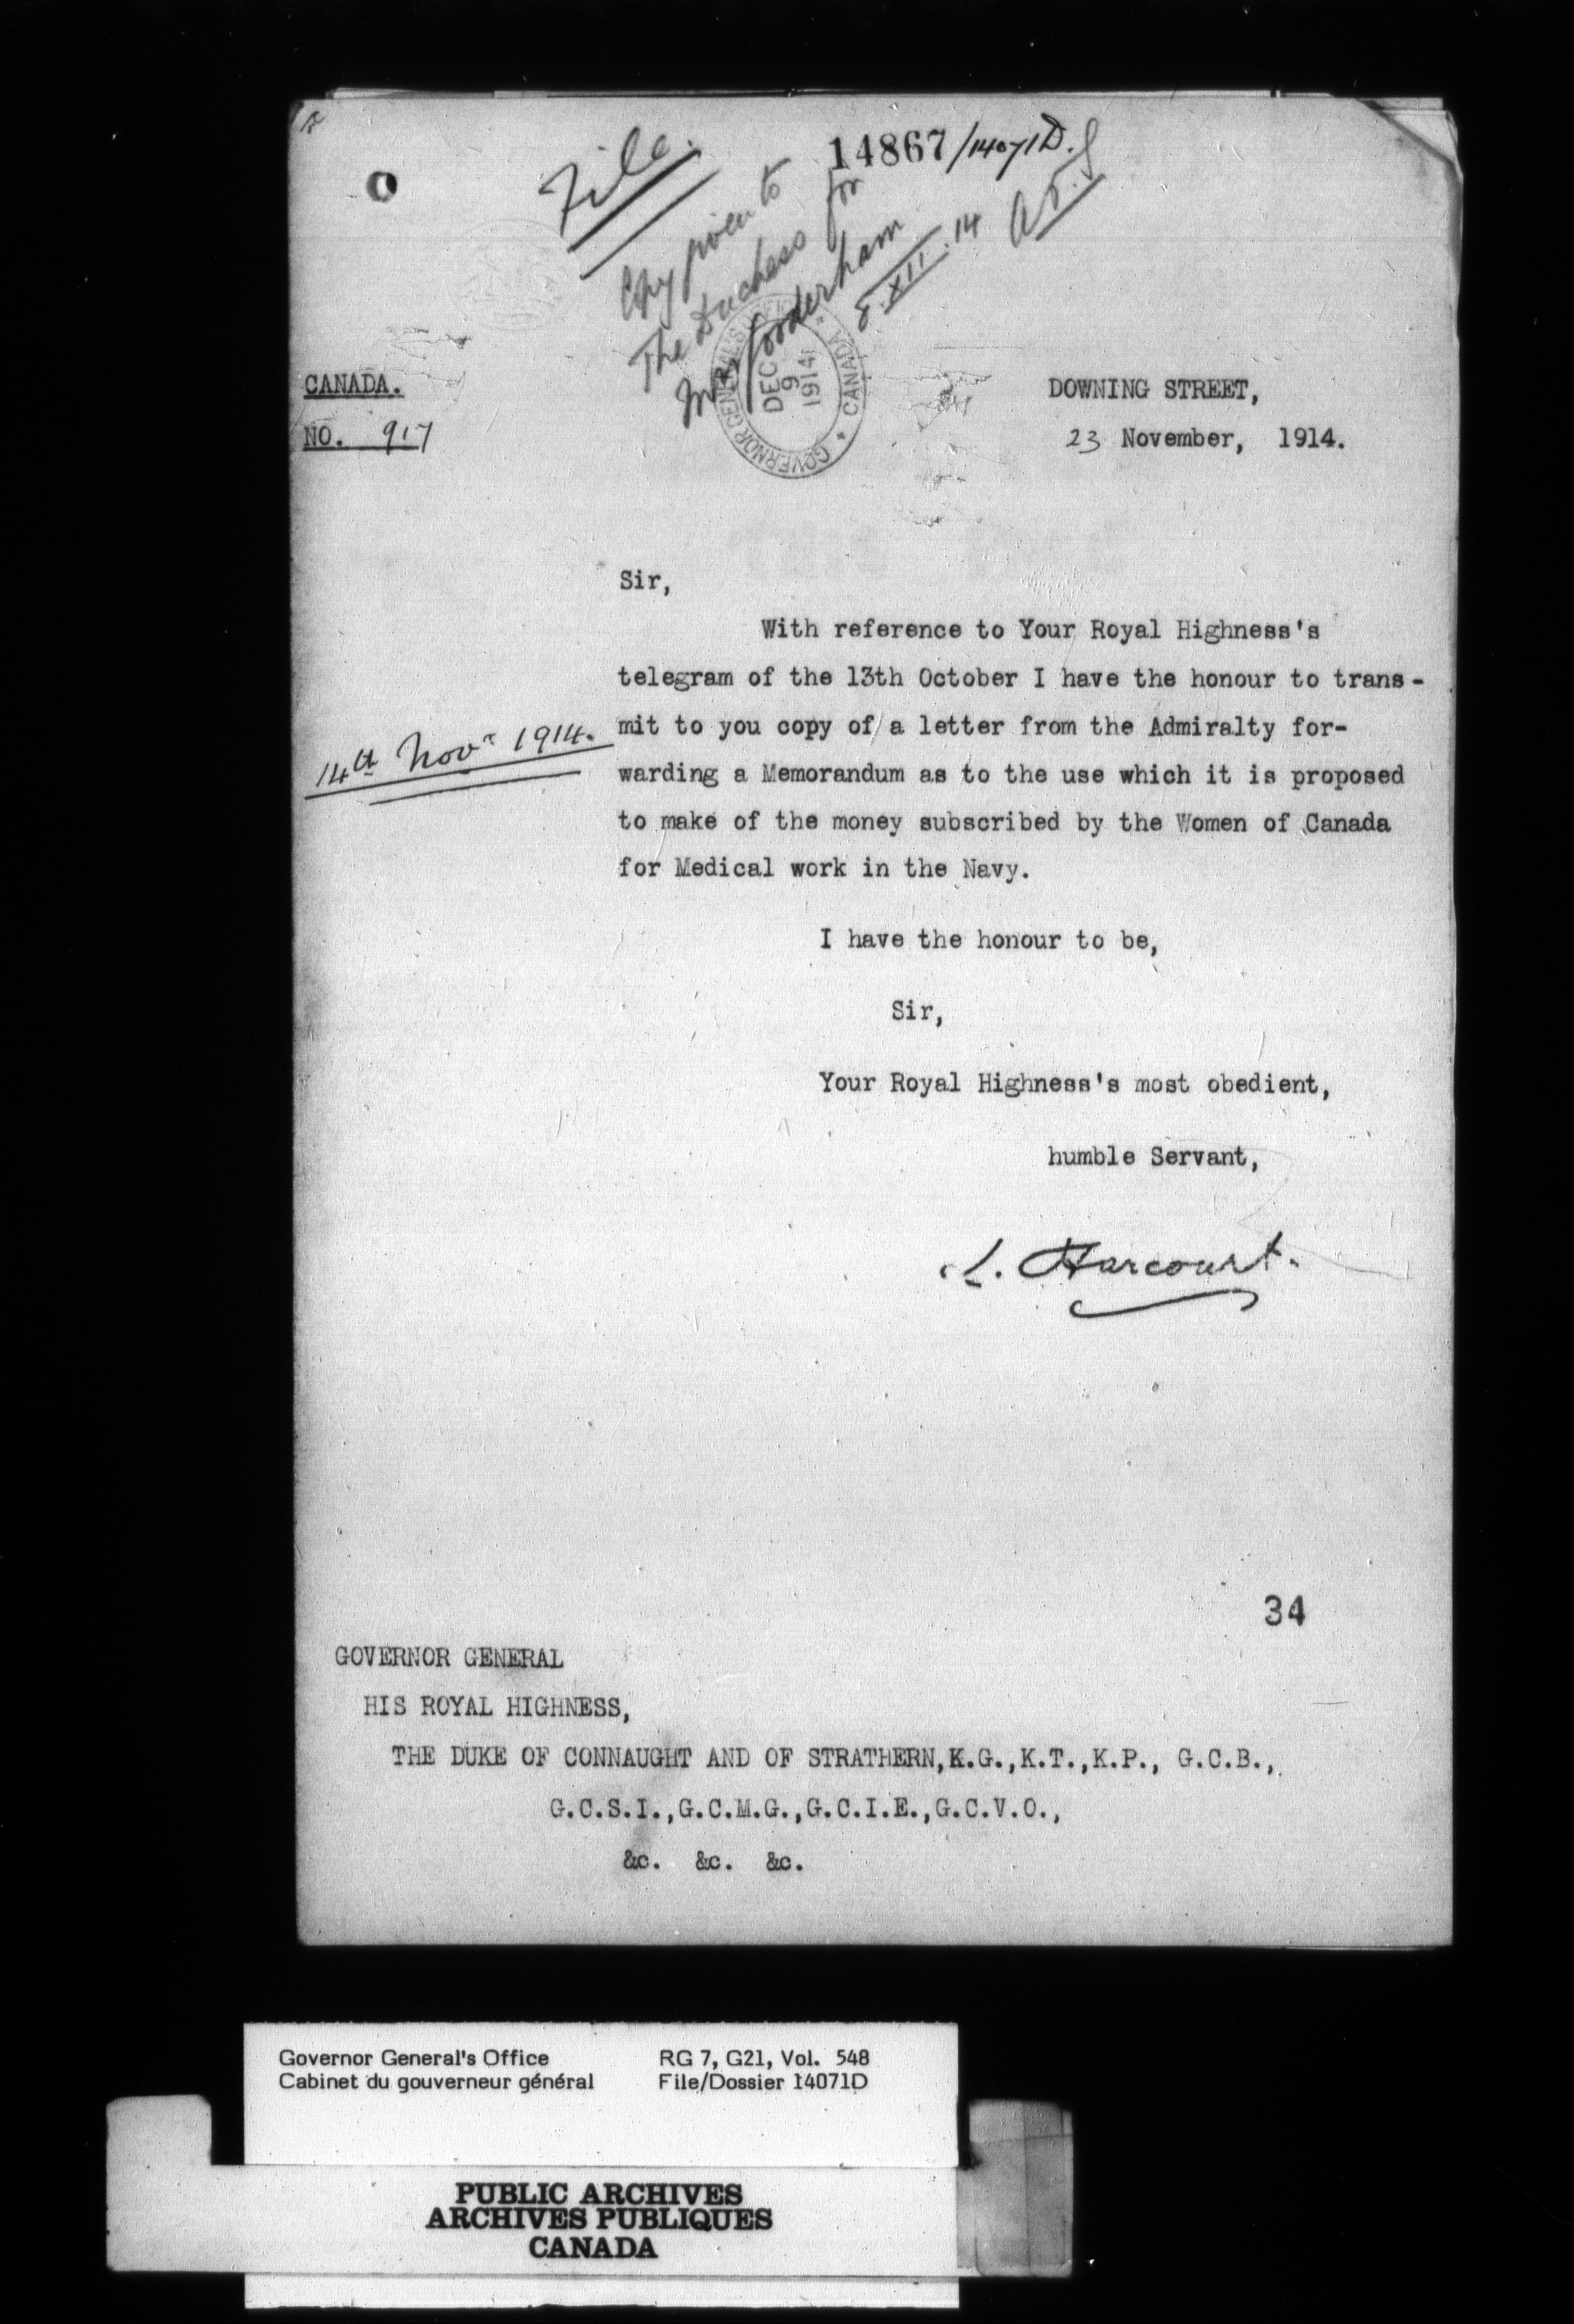 14867/14071D.
File.
Copy given to
The Duchess for
Mrs Gooderham
8.XII.14
GOVERNOR GENERAL'S OFFICE
CANADA
DEC
9
1914
CANADA.
DOWNING STREET,
NO. 917
23 November, 1914.
Sir,
With reference to Your Royal Highness's
telegram of the 13th October I have the honour to trans-
mit to you copy of/a letter from the Admiralty for-
14th Novr 1914.
warding a Memorandum as to the use which it is proposed
to make of the money subscribed by the Women of Canada
for Medical work in the Navy.
I have the honour to be,
Sir,
Your Royal Highness's most obedient,
humble Servant,
L. Harcourt.
34
GOVERNOR GENERAL
HIS ROYAL HIGHNESS,
THE DUKE OF CONNAUGHT AND OF STRATHERN,K.G.,K.T.,K.P., G.C.B.,
G.C.S.I.,G.C.M.G.,G.C.I.E.,G.C.V.O.,
&c. &c. &c.
Governor General's Office RG 7, G21, Vol. 548
Cabinet du gouverneur général File/Dossier 14071D
PUBLIC ARCHIVES
ARCHIVES PUBLIQUES
CANADA